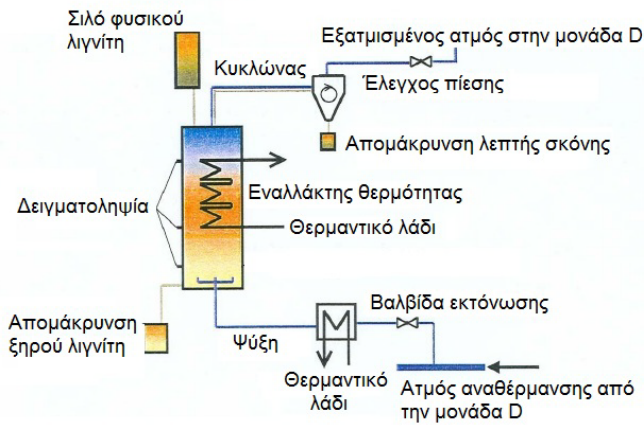 Σιλό φυσικού
λιγνίτη
Εξατμισμένος ατμός στην μονάδα D
Κυκλώνας
Έλεγχος πίεσης
Απομάκρυνση λεπτής σκόνης
Εναλλάκτης θερμότητας
Δειγματοληψία
Θερμαντικό λάδι
Βαλβίδα εκτόνωσης
Απομάκρυνση
ξηρού λιγνίτη
Ψύξη
Θερμαντικό
λάδι
Ατμός αναθέρμανσης από
την μονάδα D